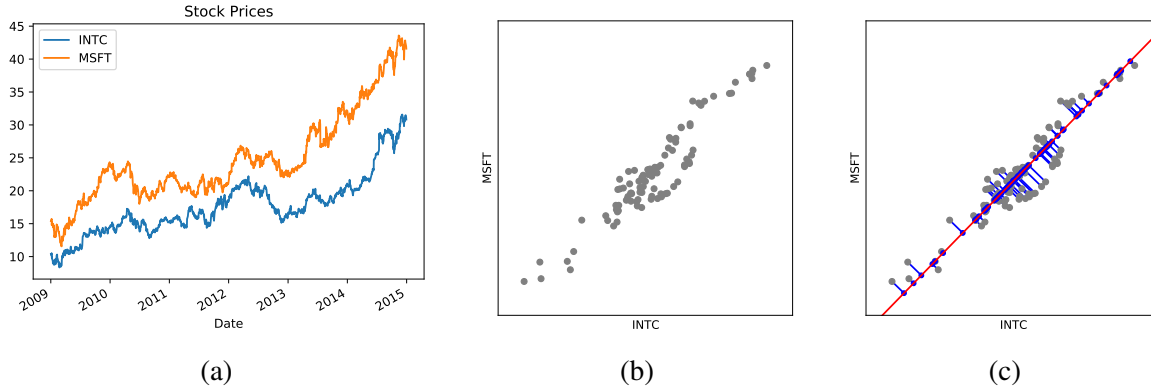 Stock Prices
INTC
MSFT
45
40
35
30
25
20
15
10
2009
2010
2011
2012
2013
2014
2015
Date
(a)
MSFT
INTC
(b)
MSFT
INTC
(c)